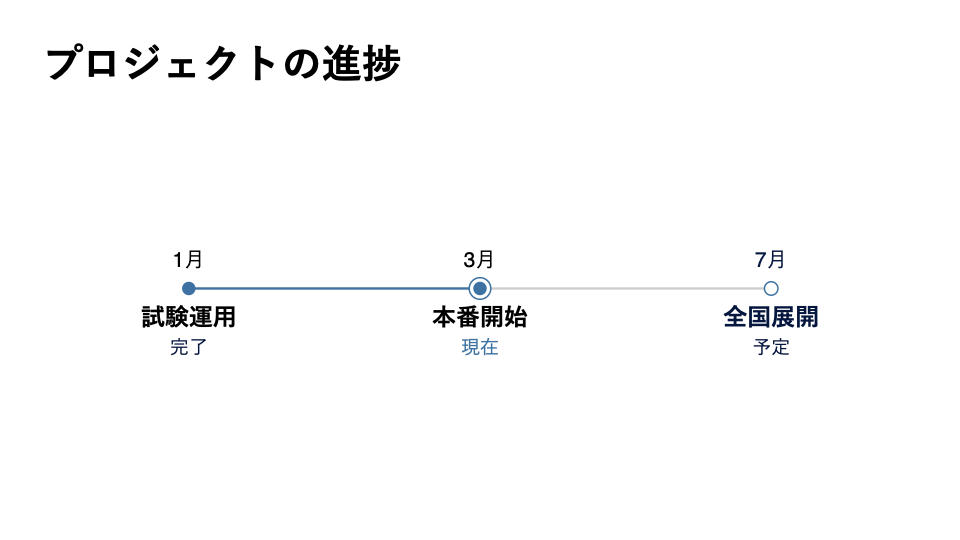 プロジェクトの進捗
1月
3月
7月
試験運用
本番開始
全国展開
完了
現在
予定